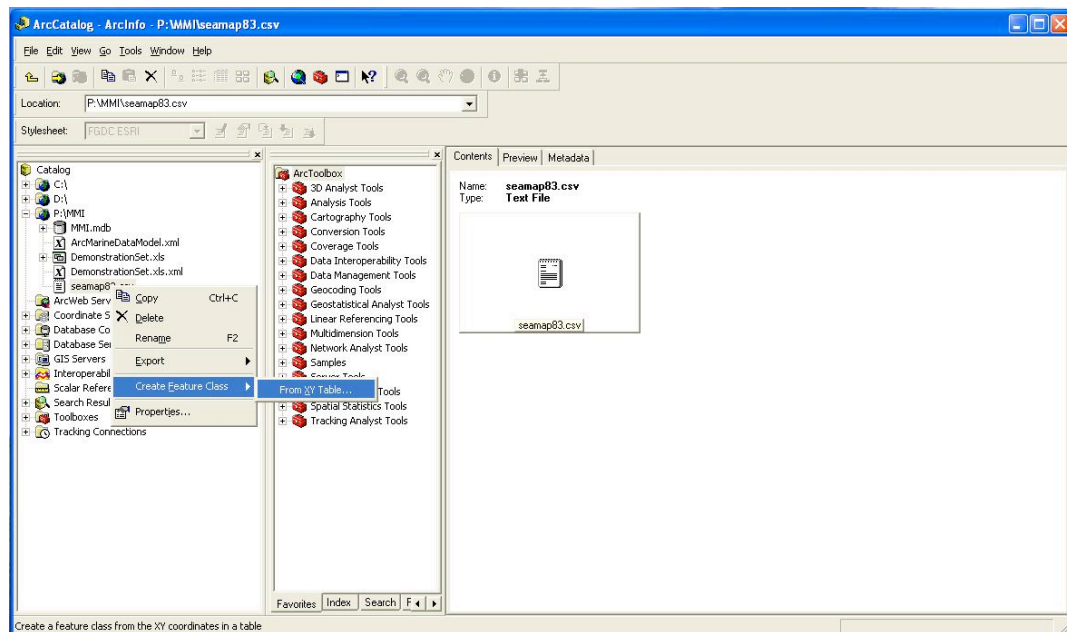 ArcCatalog - ArcInfo - P:\MMI\seamap83.csv
File Edit View Go Tools Window Help
Location: P:\MMI\seamap83.csv
Stylesheet: FGDC ESRI
Catalog
C:\
D:\
P:\MMI
MMI.mdb
ArcMarineDataModel.xml
DemonstrationSet.xls
DemonstrationSet.xls.xml
ArcWeb Serv
Coordinate S
Database Co
Database Ser
GIS Servers
Interoperabil
Scalar Refere
Search Resul
Toolboxes
Tracking Connections
Copy Ctrl+C
Delete
Rename F2
Export
Create Feature Class
Properties...
From XY Table...
ArcToolbox
3D Analyst Tools
Analysis Tools
Cartography Tools
Conversion Tools
Coverage Tools
Data Interoperability Tools
Data Management Tools
Geocoding Tools
Geostatistical Analyst Tools
Linear Referencing Tools
Multidimension Tools
Network Analyst Tools
Samples
Tools
Spatial Statistics Tools
Tracking Analyst Tools
Favorites Index Search F
Contents Preview Metadata
Name: seamap83.csv
Type: Text File
seamap83.csv
Create a feature class from the XY coordinates in a table